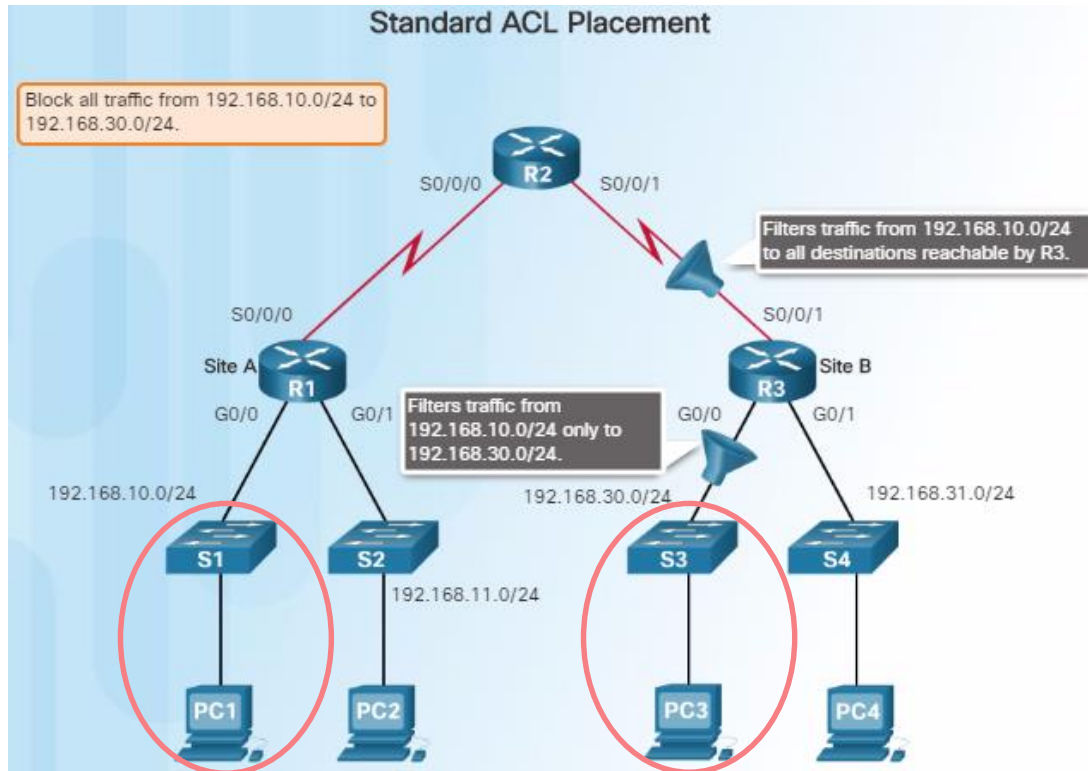 Standard ACL Placement
Block all traffic from 192.168.10.0/24 to
192.168.30.0/24.
R2
S0/0/0
S0/0/1
Filters traffic from 192.168.10.0/24
to all destinations reachable by R3.
S0/0/0
S0/0/1
Site A
R1
R3
Site B
G0/0
G0/1
Filters traffic from
192.168.10.0/24 only to
192.168.30.0/24.
G0/0
G0/1
192.168.10.0/24
192.168.30.0/24
192.168.31.0/24
S1
S2
S3
S4
192.168.11.0/24
PC1
PC2
PC3
PC4